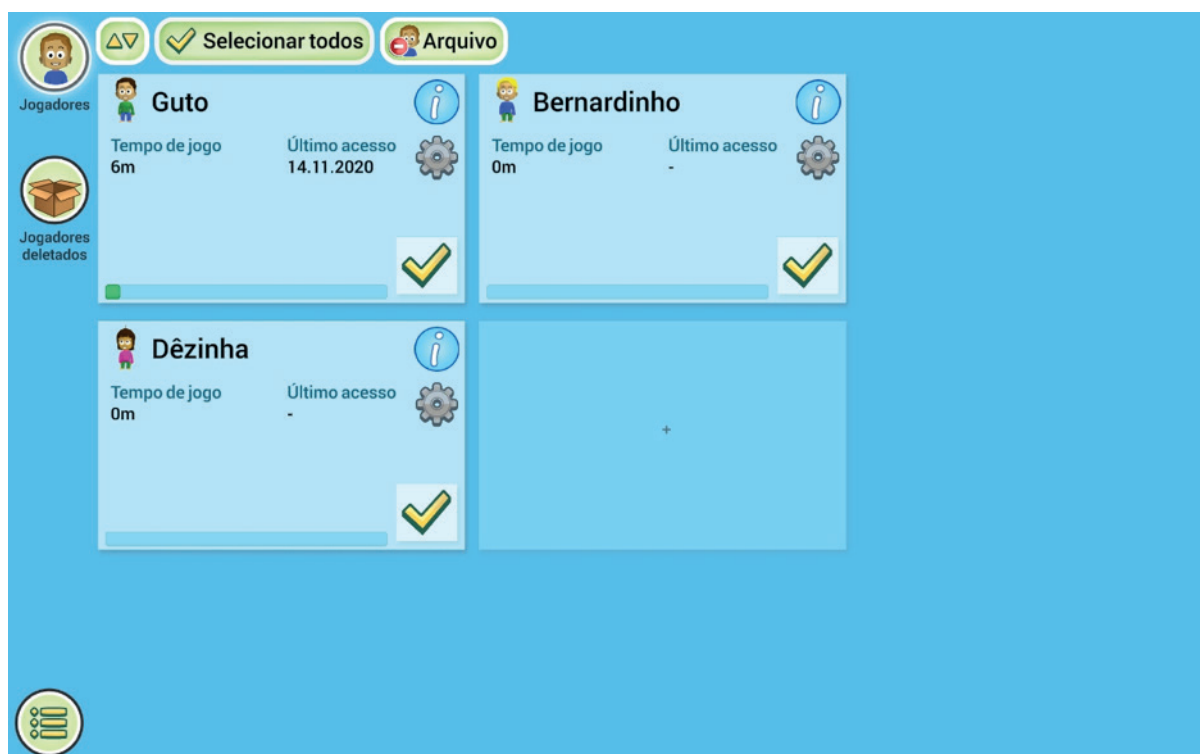 Selecionar todos
Arquivo
Jogadores
Jogadores
deletados
Guto
Tempo de jogo
Último acesso
6m
14.11.2020
Bernardinho
Tempo de jogo
Último acesso
0m
-
Dêzinha
Tempo de jogo
Último acesso
0m
-
+